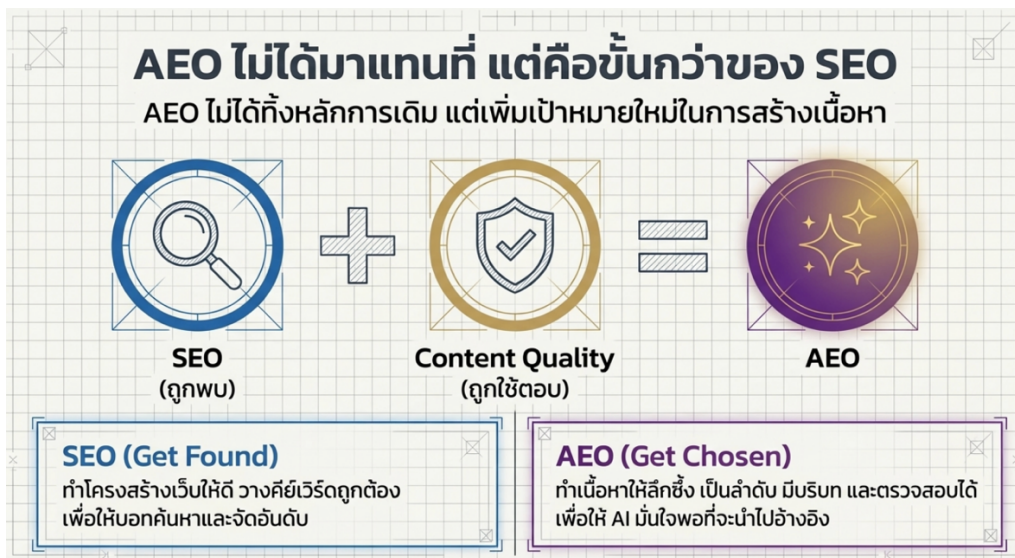 AEO ไม่ได้มาแทนที่ แต่คือขั้นกว่าของ SEO
AEO ไม่ได้ทิ้งหลักการเดิม แต่เพิ่มเป้าหมายใหม่ในการสร้างเนื้อหา
SEO
(ถูกพบ)
Content Quality
(ถูกใช้ตอบ)
AEO
SEO (Get Found)
ทำโครงสร้างเว็บให้ดี วางคีย์เวิร์ดถูกต้อง
เพื่อให้บอทค้นหาและจัดอันดับ
AEO (Get Chosen)
ทำเนื้อหาให้ลึกซึ้ง เป็นลำดับ มีบริบท และตรวจสอบได้
เพื่อให้ AI มั่นใจพอที่จะนำไปอ้างอิง